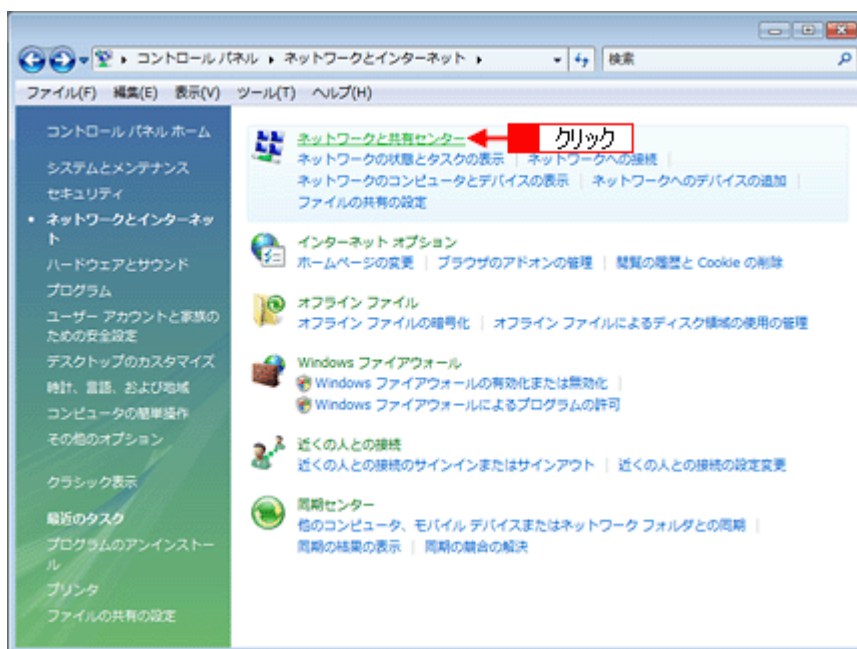 コントロール パネル ▸ ネットワークとインターネット ▸
検索
ファイル(F) 編集(E) 表示(V) ツール(T) ヘルプ(H)
コントロール パネル ホーム
システムとメンテナンス
セキュリティ
• ネットワークとインターネッ
ト
ハードウェアとサウンド
プログラム
ユーザー アカウントと家族の
ための安全設定
デスクトップのカスタマイズ
時計、言語、および地域
コンピュータの簡単操作
その他のオプション
クラシック表示
最近のタスク
プログラムのアンインストー
ル
プリンタ
ファイルの共有の設定
ネットワークと共有センター
クリック
ネットワークの状態とタスクの表示 | ネットワークへの接続 |
ネットワークのコンピュータとデバイスの表示 | ネットワークへのデバイスの追加 |
ファイルの共有の設定
インターネット オプション
ホームページの変更 | ブラウザのアドオンの管理 | 閲覧の履歴と Cookie の削除
オフライン ファイル
オフライン ファイルの暗号化 | オフライン ファイルによるディスク領域の使用の管理
Windows ファイアウォール
Windows ファイアウォールの有効化または無効化 |
Windows ファイアウォールによるプログラムの許可
近くの人との接続
近くの人との接続のサインインまたはサインアウト | 近くの人との接続の設定変更
同期センター
他のコンピュータ、モバイル デバイスまたはネットワーク フォルダとの同期 |
同期の結果の表示 | 同期の競合の解決